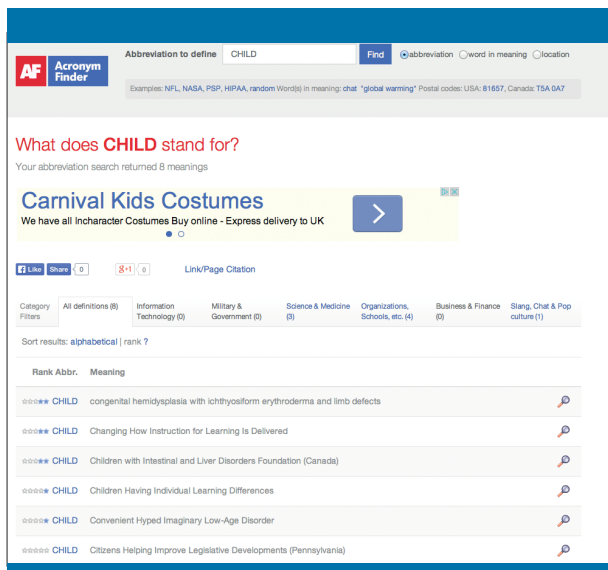 Abbreviation to define CHILD Find abbreviation word in meaning location
AF Acronym Finder
Examples: NFL, NASA, PSP, HIPAA, random Word(s) in meaning: chat "global warming" Postal codes: USA: 81657, Canada: T5A 0A7
What does CHILD stand for?
Your abbreviation search returned 8 meanings
Carnival Kids Costumes
We have all Incharacter Costumes Buy online - Express delivery to UK
Like Share 0 g+1 0 Link/Page Citation
Category Filters All definitions (8) Information Technology (0) Military & Government (0) Science & Medicine (3) Organizations, Schools, etc. (4) Business & Finance (0) Slang, Chat & Pop culture (1)
Sort results: alphabetical | rank ?
Rank Abbr. Meaning
CHILD congenital hemidysplasia with ichthyosiform erythroderma and limb defects
CHILD Changing How Instruction for Learning Is Delivered
CHILD Children with Intestinal and Liver Disorders Foundation (Canada)
CHILD Children Having Individual Learning Differences
CHILD Convenient Hyped Imaginary Low-Age Disorder
CHILD Citizens Helping Improve Legislative Developments (Pennsylvania)